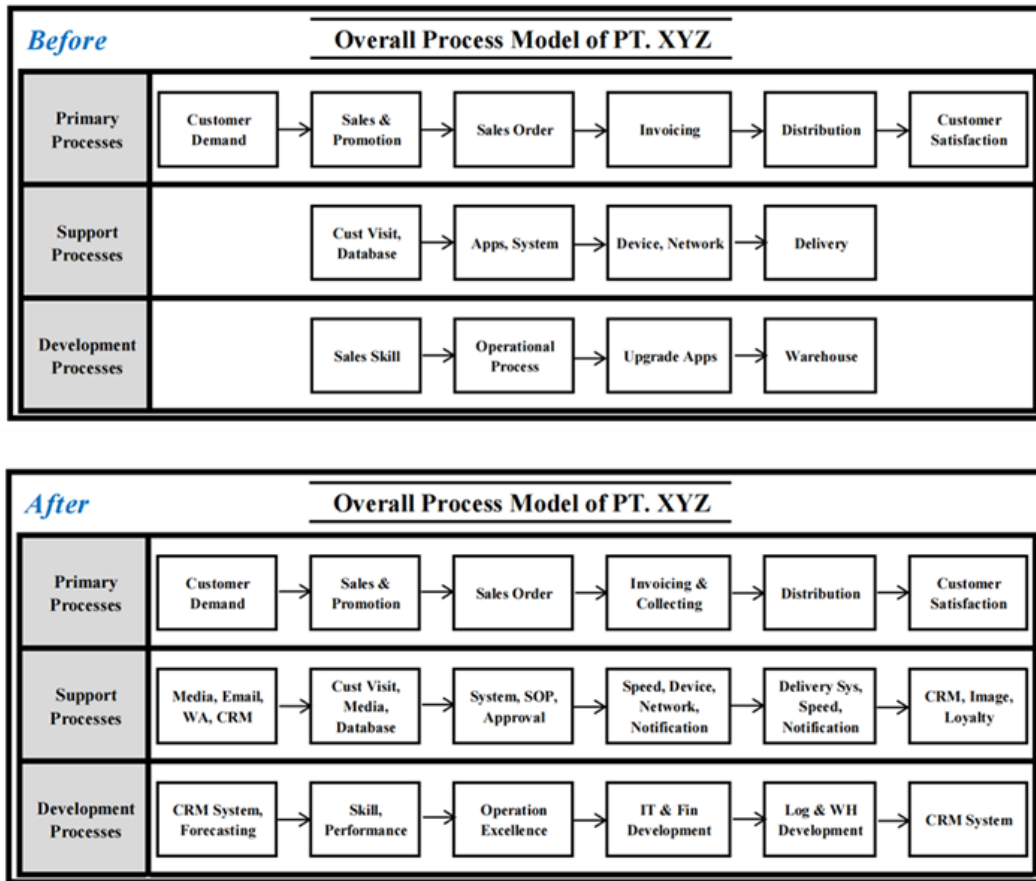 Before
Overall Process Model of PT. XYZ
Primary
Processes
Customer
Demand
Sales &
Promotion
Sales Order
Invoicing
Distribution
Customer
Satisfaction
Support
Processes
Cust Visit,
Database
Apps, System
Device, Network
Delivery
Development
Processes
Sales Skill
Operational
Process
Upgrade Apps
Warehouse
After
Overall Process Model of PT. XYZ
Primary
Processes
Customer
Demand
Sales &
Promotion
Sales Order
Invoicing &
Collecting
Distribution
Customer
Satisfaction
Support
Processes
Media, Email,
WA, CRM
Cust Visit,
Media,
Database
System, SOP,
Approval
Speed, Device,
Network,
Notification
Delivery Sys,
Speed,
Notification
CRM, Image,
Loyalty
Development
Processes
CRM System,
Forecasting
Skill,
Performance
Operation
Excellence
IT & Fin
Development
Log & WH
Development
CRM System